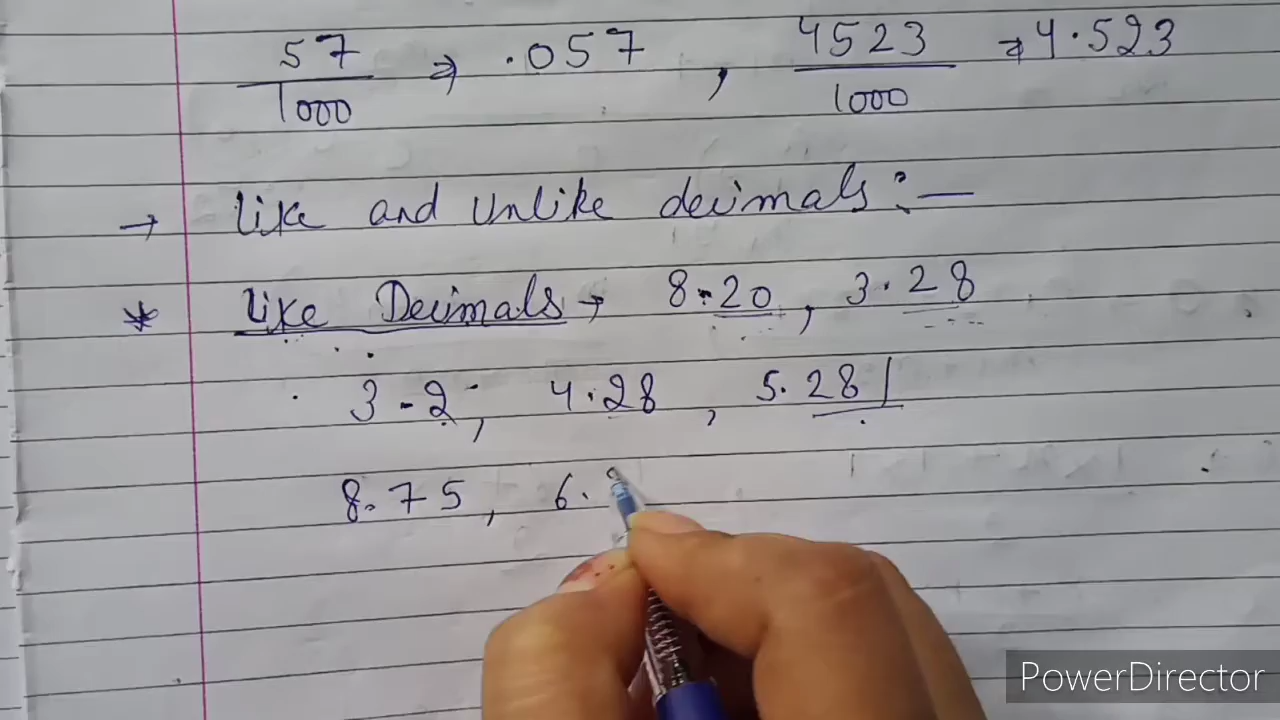 57/1000 ⇒ .057 , 4523/1000 ⇒ 4.523
→ like and Unlike decimals :—
* like Decimals → 8.20 , 3.28
3.2 , 4.28 , 5.281
8.75 , 6.
PowerDirector